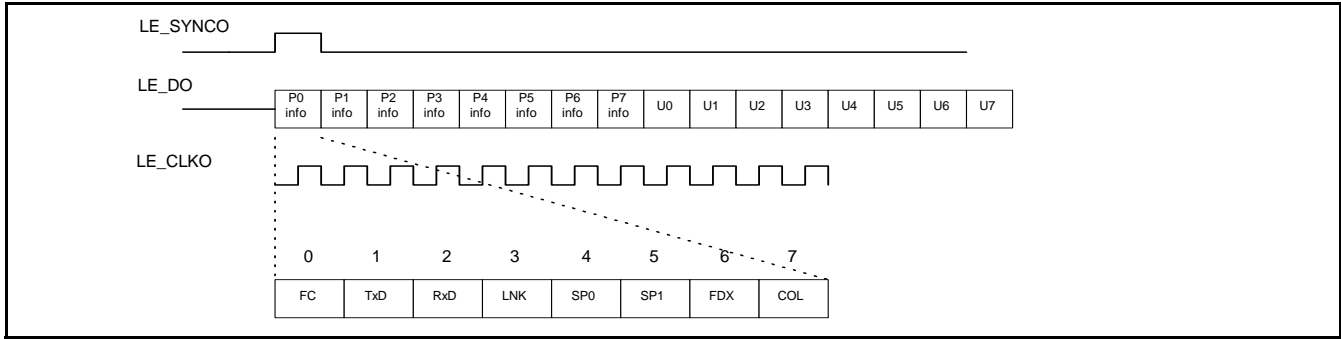 LE_SYNCO
LE_DO
P0 info P1 info P2 info P3 info P4 info P5 info P6 info P7 info U0 U1 U2 U3 U4 U5 U6 U7
LE_CLKO
0 1 2 3 4 5 6 7
FC TxD RxD LNK SP0 SP1 FDX COL